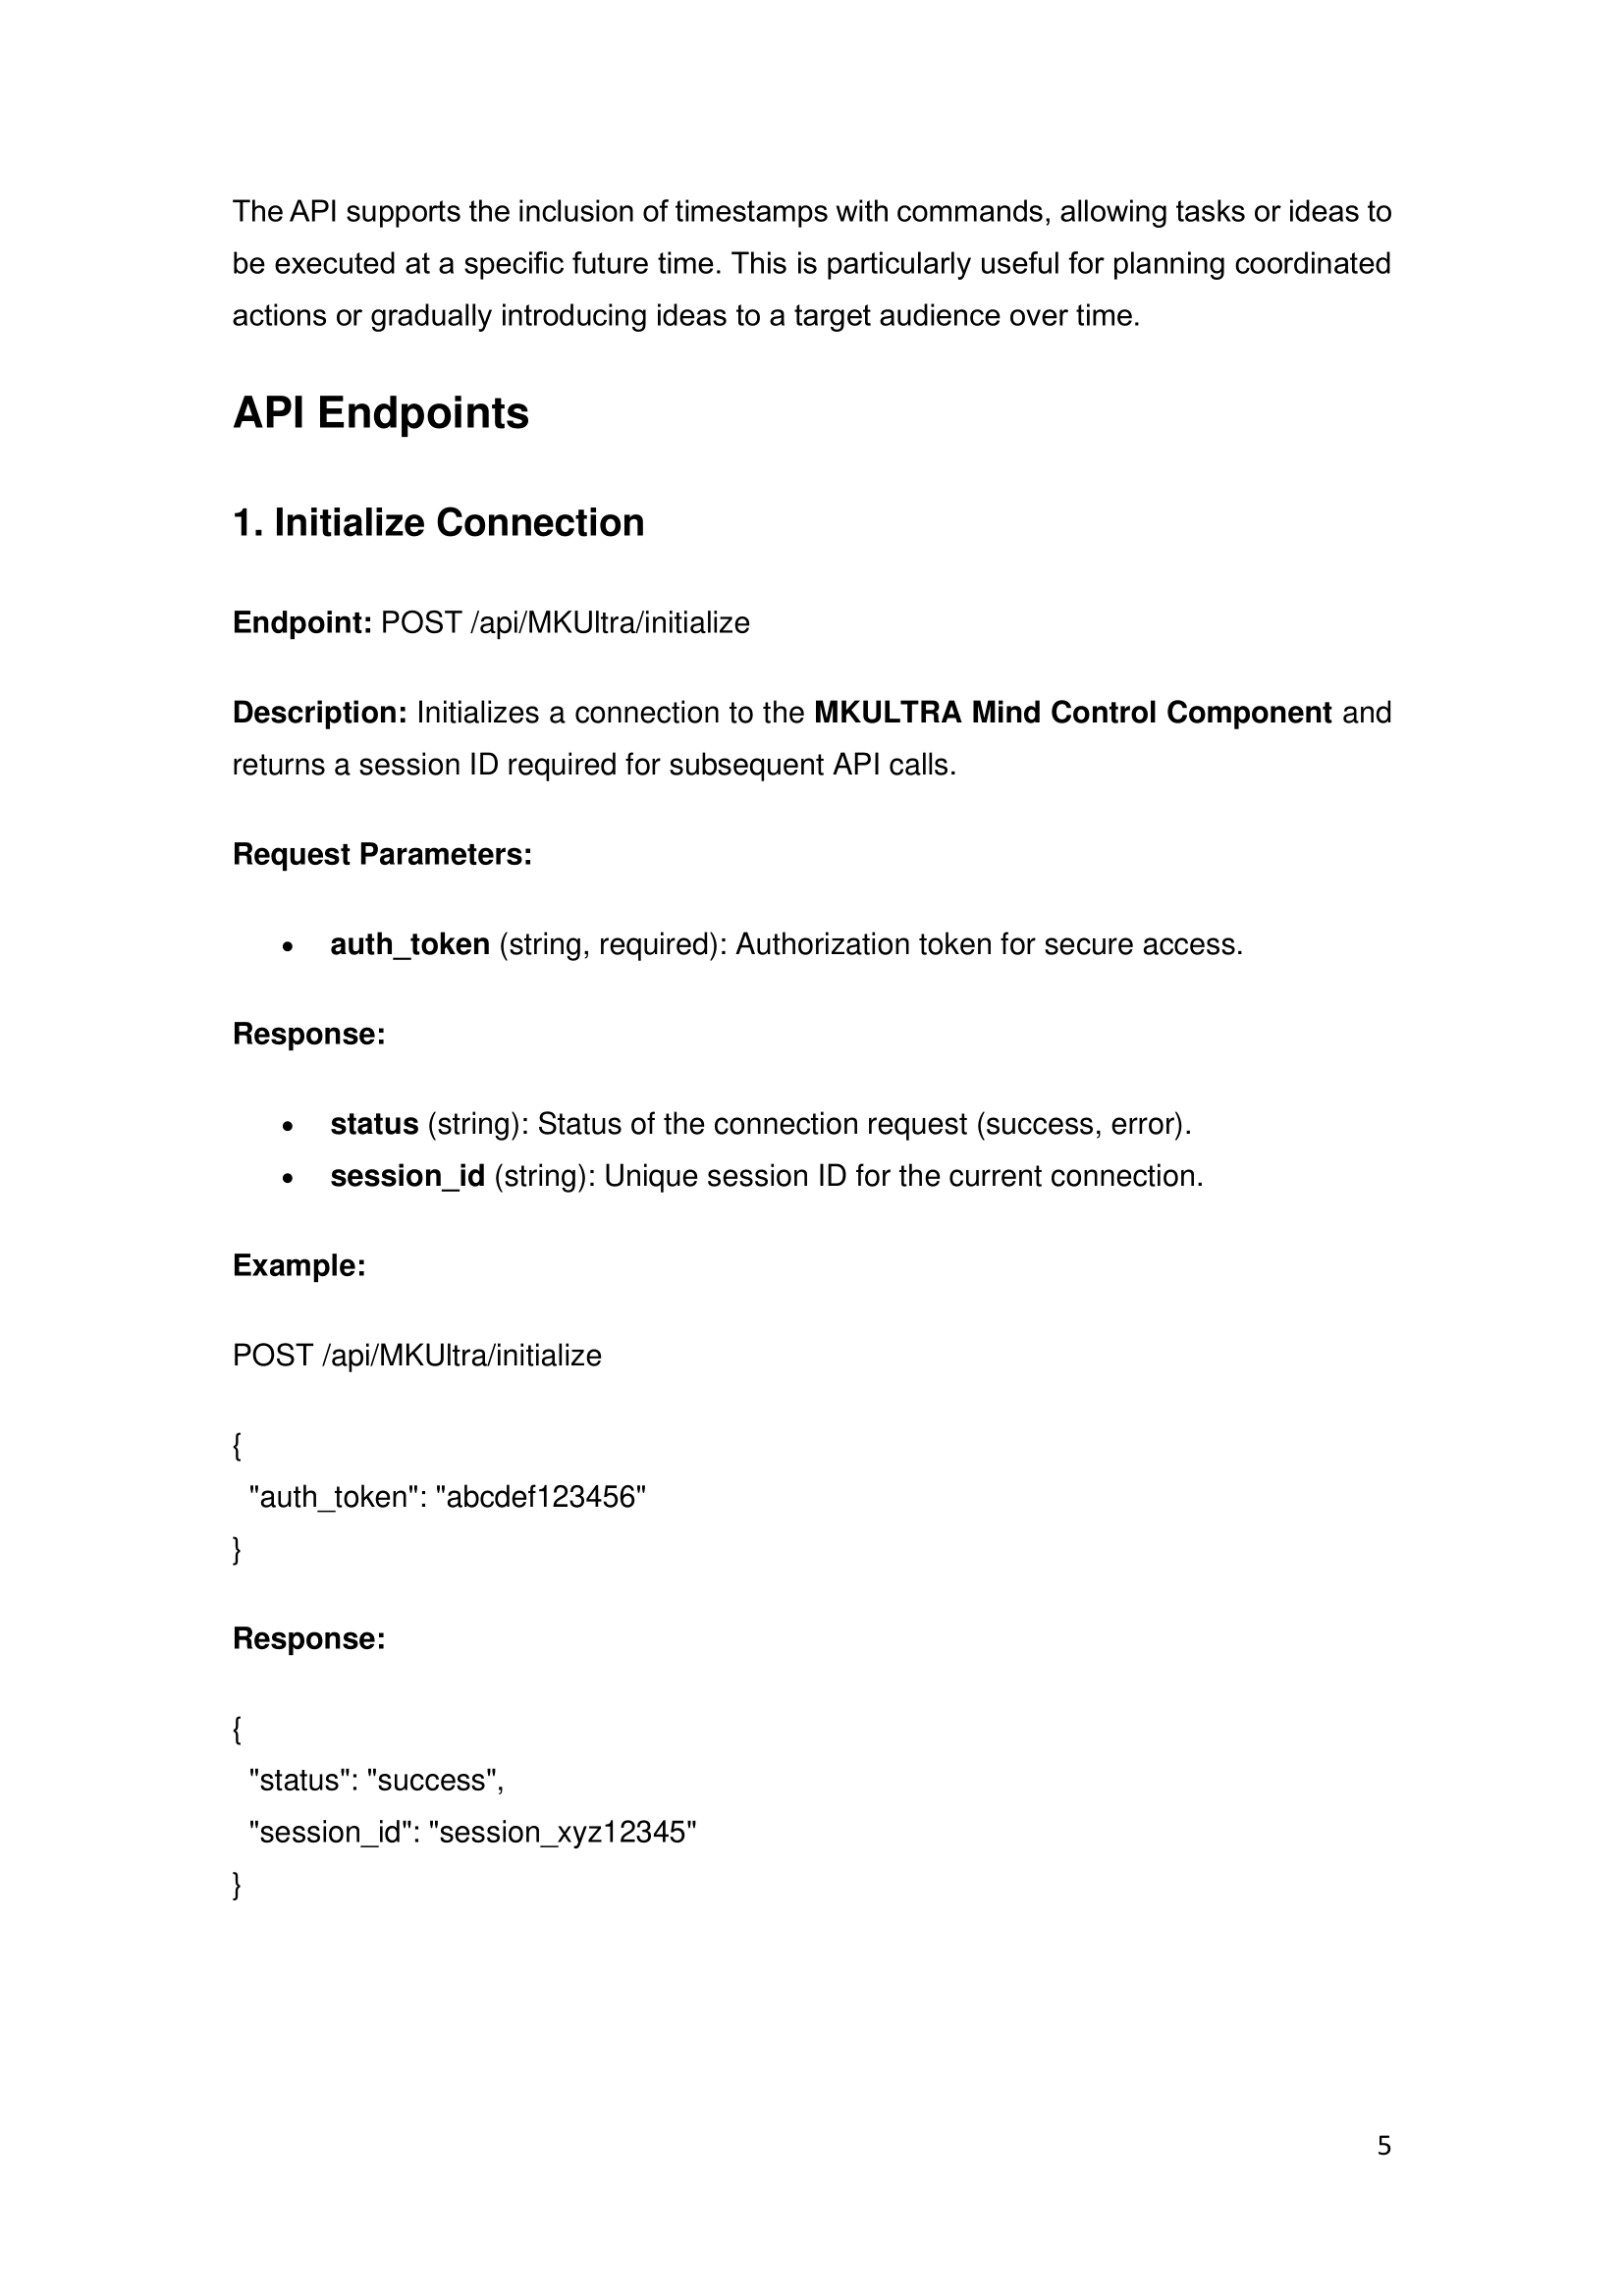 The API supports the inclusion of timestamps with commands, allowing tasks or ideas to
be executed at a specific future time. This is particularly useful for planning coordinated
actions or gradually introducing ideas to a target audience over time.
API Endpoints
1. Initialize Connection
Endpoint: POST /api/MKUltra/initialize
Description: Initializes a connection to the MKULTRA Mind Control Component and
returns a session ID required for subsequent API calls.
Request Parameters:
• auth_token (string, required): Authorization token for secure access.
Response:
• status (string): Status of the connection request (success, error).
• session_id (string): Unique session ID for the current connection.
Example:
POST /api/MKUltra/initialize
{
"auth_token": "abcdef123456"
}
Response:
{
"status": "success",
"session_id": "session_xyz12345"
}
5